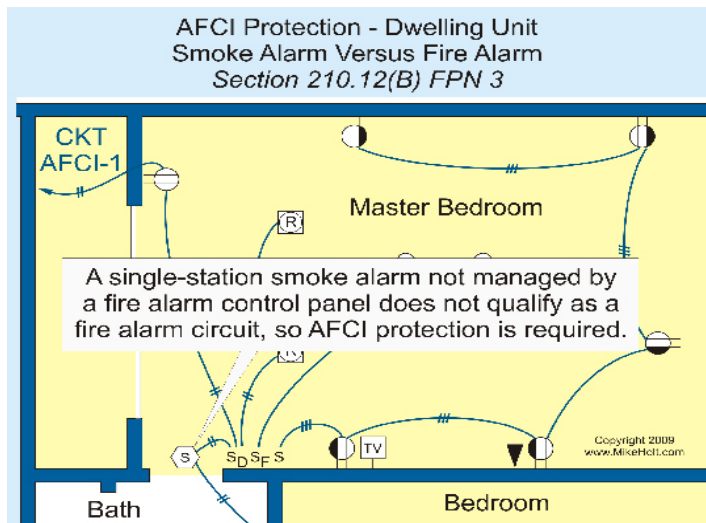 AFCI Protection - Dwelling Unit
Smoke Alarm Versus Fire Alarm
Section 210.12(B) FPN 3
CKT
AFCI-1
Master Bedroom
R
A single-station smoke alarm not managed by
a fire alarm control panel does not qualify as a
fire alarm circuit, so AFCI protection is required.
S
SD SF S
TV
Copyright 2009
www.MikeHolt.com
Bath
Bedroom